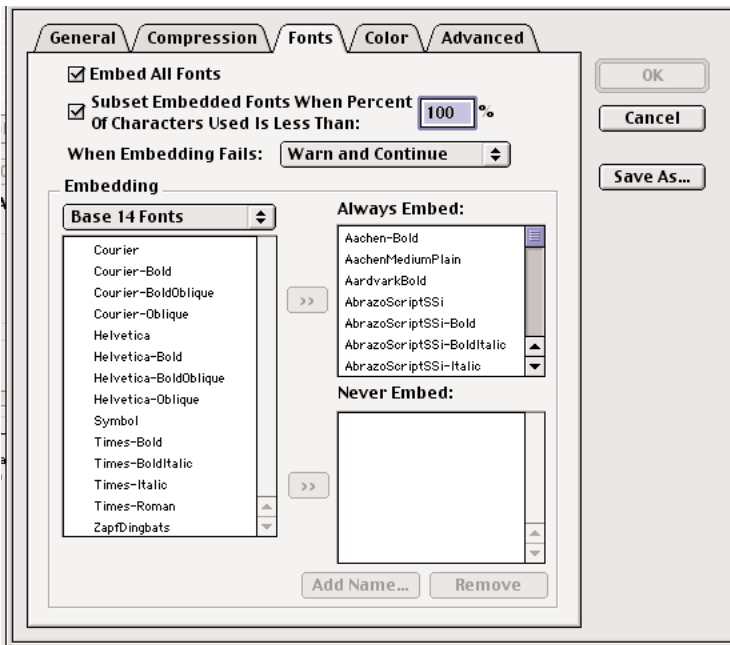 General Compression Fonts Color Advanced
Embed All Fonts
OK
Subset Embedded Fonts When Percent
Of Characters Used Is Less Than:
100 %
Cancel
When Embedding Fails: Warn and Continue
Save As...
Embedding
Base 14 Fonts
Courier
Courier-Bold
Courier-BoldOblique
Courier-Oblique
Helvetica
Helvetica-Bold
Helvetica-BoldOblique
Helvetica-Oblique
Symbol
Times-Bold
Times-BoldItalic
Times-Italic
Times-Roman
ZapfDingbats
>>
>>
Always Embed:
Aachen-Bold
AachenMediumPlain
AardvarkBold
AbrazoScriptSSi
AbrazoScriptSSi-Bold
AbrazoScriptSSi-BoldItalic
AbrazoScriptSSi-Italic
Never Embed:
Add Name... Remove